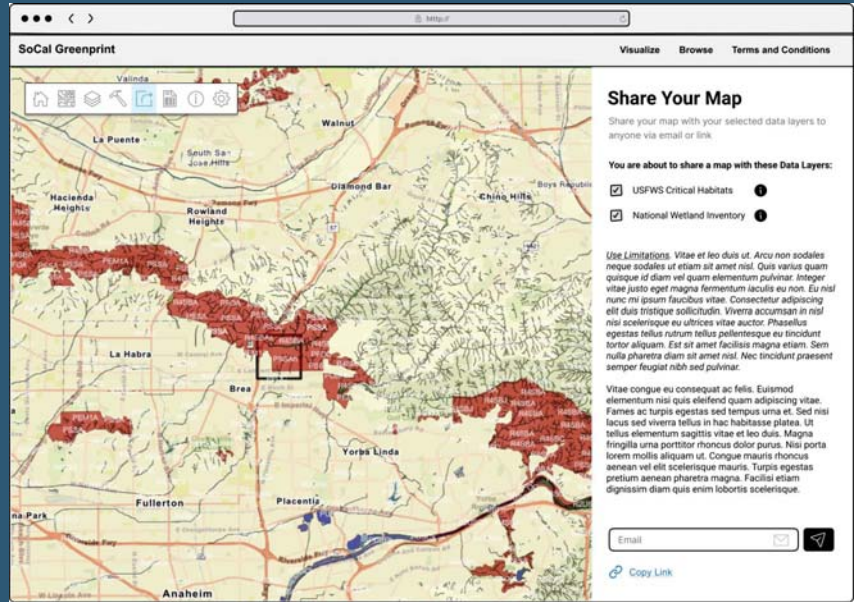 http://
SoCal Greenprint
Visualize Browse Terms and Conditions
Valinda
La Puente
South San
Jose Hills
Walnut
Pomona Fwy
Diamond Bar
Hacienda
Heights
Rowland
Heights
57
Chino Hills
Boys Republic
PEM1A
La Habra
Brea
Yorba Linda
PEM1A
Fullerton
Placentia
na Park
Riverside Fwy
Anaheim
Share Your Map
Share your map with your selected data layers to
anyone via email or link
You are about to share a map with these Data Layers:
USFWS Critical Habitats
National Wetland Inventory
Use Limitations. Vitae et leo duis ut. Arcu non sodales
neque sodales ut etiam sit amet nisl. Quis varius quam
quisque id diam vel quam elementum pulvinar. Integer
vitae justo eget magna fermentum iaculis eu non. Eu nisl
nunc mi ipsum faucibus vitae. Consectetur adipiscing
elit duis tristique sollicitudin. Viverra accumsan in nisl
nisi scelerisque eu ultrices vitae auctor. Phasellus
egestas tellus rutrum tellus pellentesque eu tincidunt
tortor aliquam. Est sit amet facilisis magna etiam. Sem
nulla pharetra diam sit amet nisl. Nec tincidunt praesent
semper feugiat nibh sed pulvinar.
Vitae congue eu consequat ac felis. Euismod
elementum nisi quis eleifend quam adipiscing vitae.
Fames ac turpis egestas sed tempus urna et. Sed nisi
lacus sed viverra tellus in hac habitasse platea. Ut
tellus elementum sagittis vitae et leo duis. Magna
fringilla urna porttitor rhoncus dolor purus. Nisi porta
lorem mollis aliquam ut. Congue mauris rhoncus
aenean vel elit scelerisque mauris. Turpis egestas
pretium aenean pharetra magna. Facilisi etiam
dignissim diam quis enim lobortis scelerisque.
Email
Copy Link